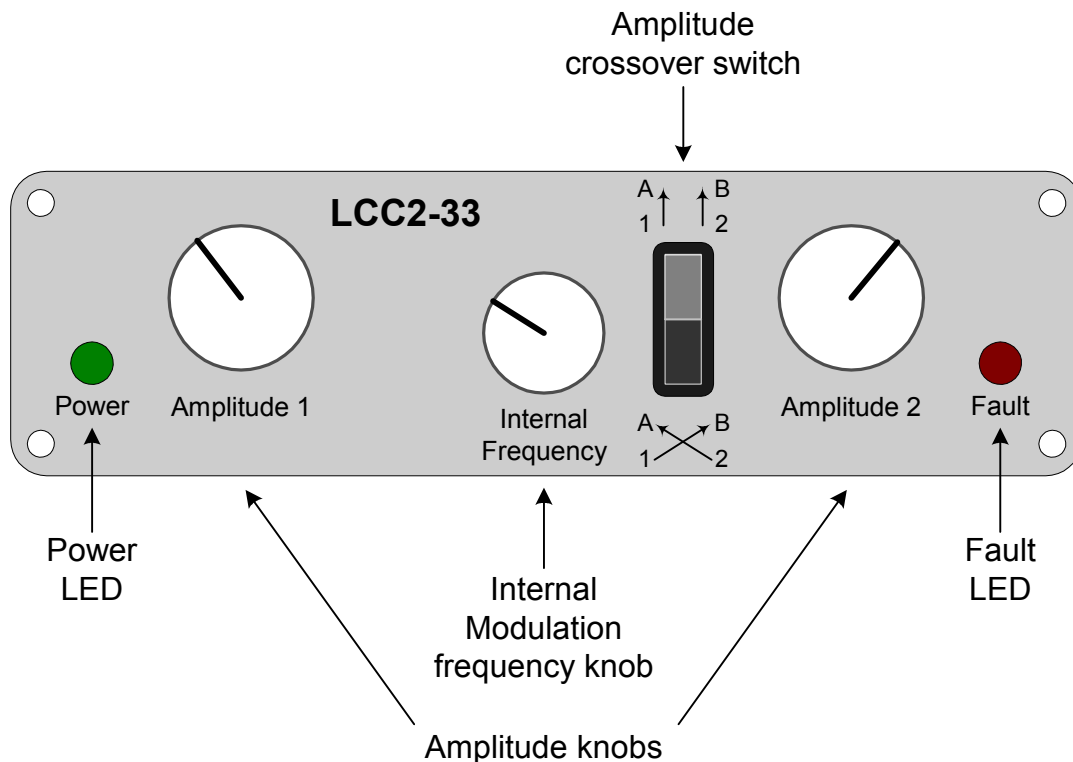 Amplitude
crossover switch
A B
1 2
LCC2-33
Power
Amplitude 1
Internal
Frequency
A B
1 2
Amplitude 2
Fault
Power
LED
Internal
Modulation
frequency knob
Fault
LED
Amplitude knobs